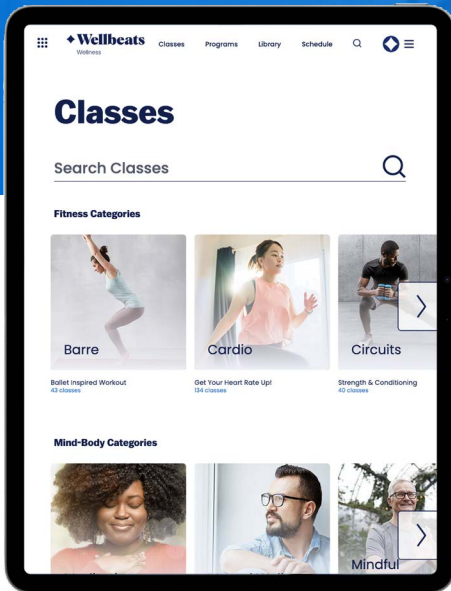 Wellbeats
Wellness
Classes Programs Library Schedule
Classes
Search Classes
Fitness Categories
Barre Cardio Circuits
Ballet Inspired Workout Get Your Heart Rate Up! Strength & Conditioning
43 classes 134 classes 40 classes
Mind-Body Categories
Mindful